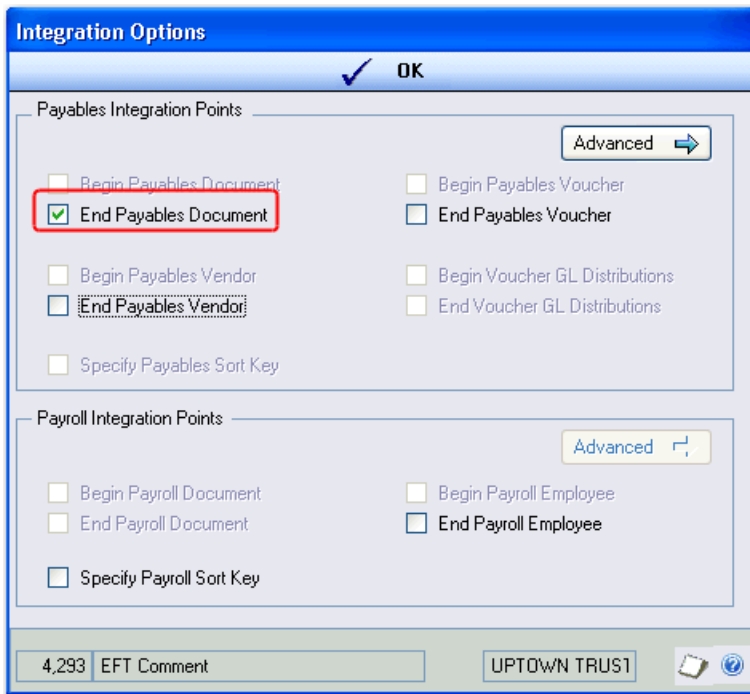 Integration Options
OK
Payables Integration Points
Advanced
Begin Payables Document
Begin Payables Voucher
End Payables Document
End Payables Voucher
Begin Payables Vendor
Begin Voucher GL Distributions
End Payables Vendor
End Voucher GL Distributions
Specify Payables Sort Key
Payroll Integration Points
Advanced
Begin Payroll Document
Begin Payroll Employee
End Payroll Document
End Payroll Employee
Specify Payroll Sort Key
4,293 EFT Comment UPTOWN TRUST